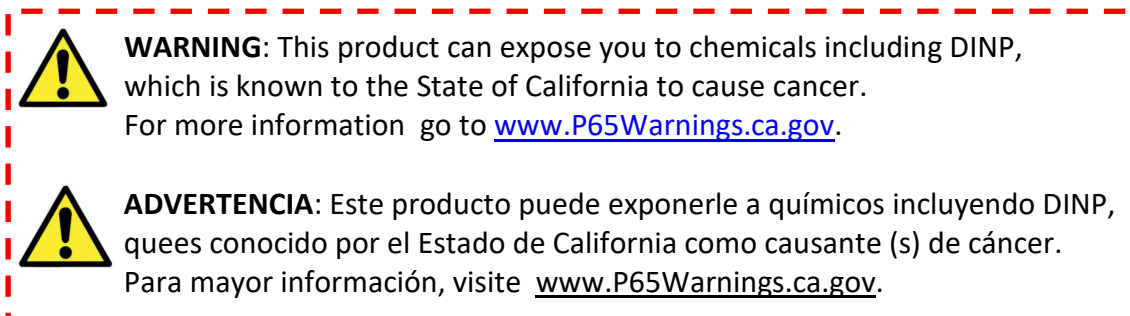 WARNING: This product can expose you to chemicals including DINP,
which is known to the State of California to cause cancer.
For more information  go to www.P65Warnings.ca.gov.
ADVERTENCIA: Este producto puede exponerle a químicos incluyendo DINP,
quees conocido por el Estado de California como causante (s) de cáncer.
Para mayor información, visite  www.P65Warnings.ca.gov.